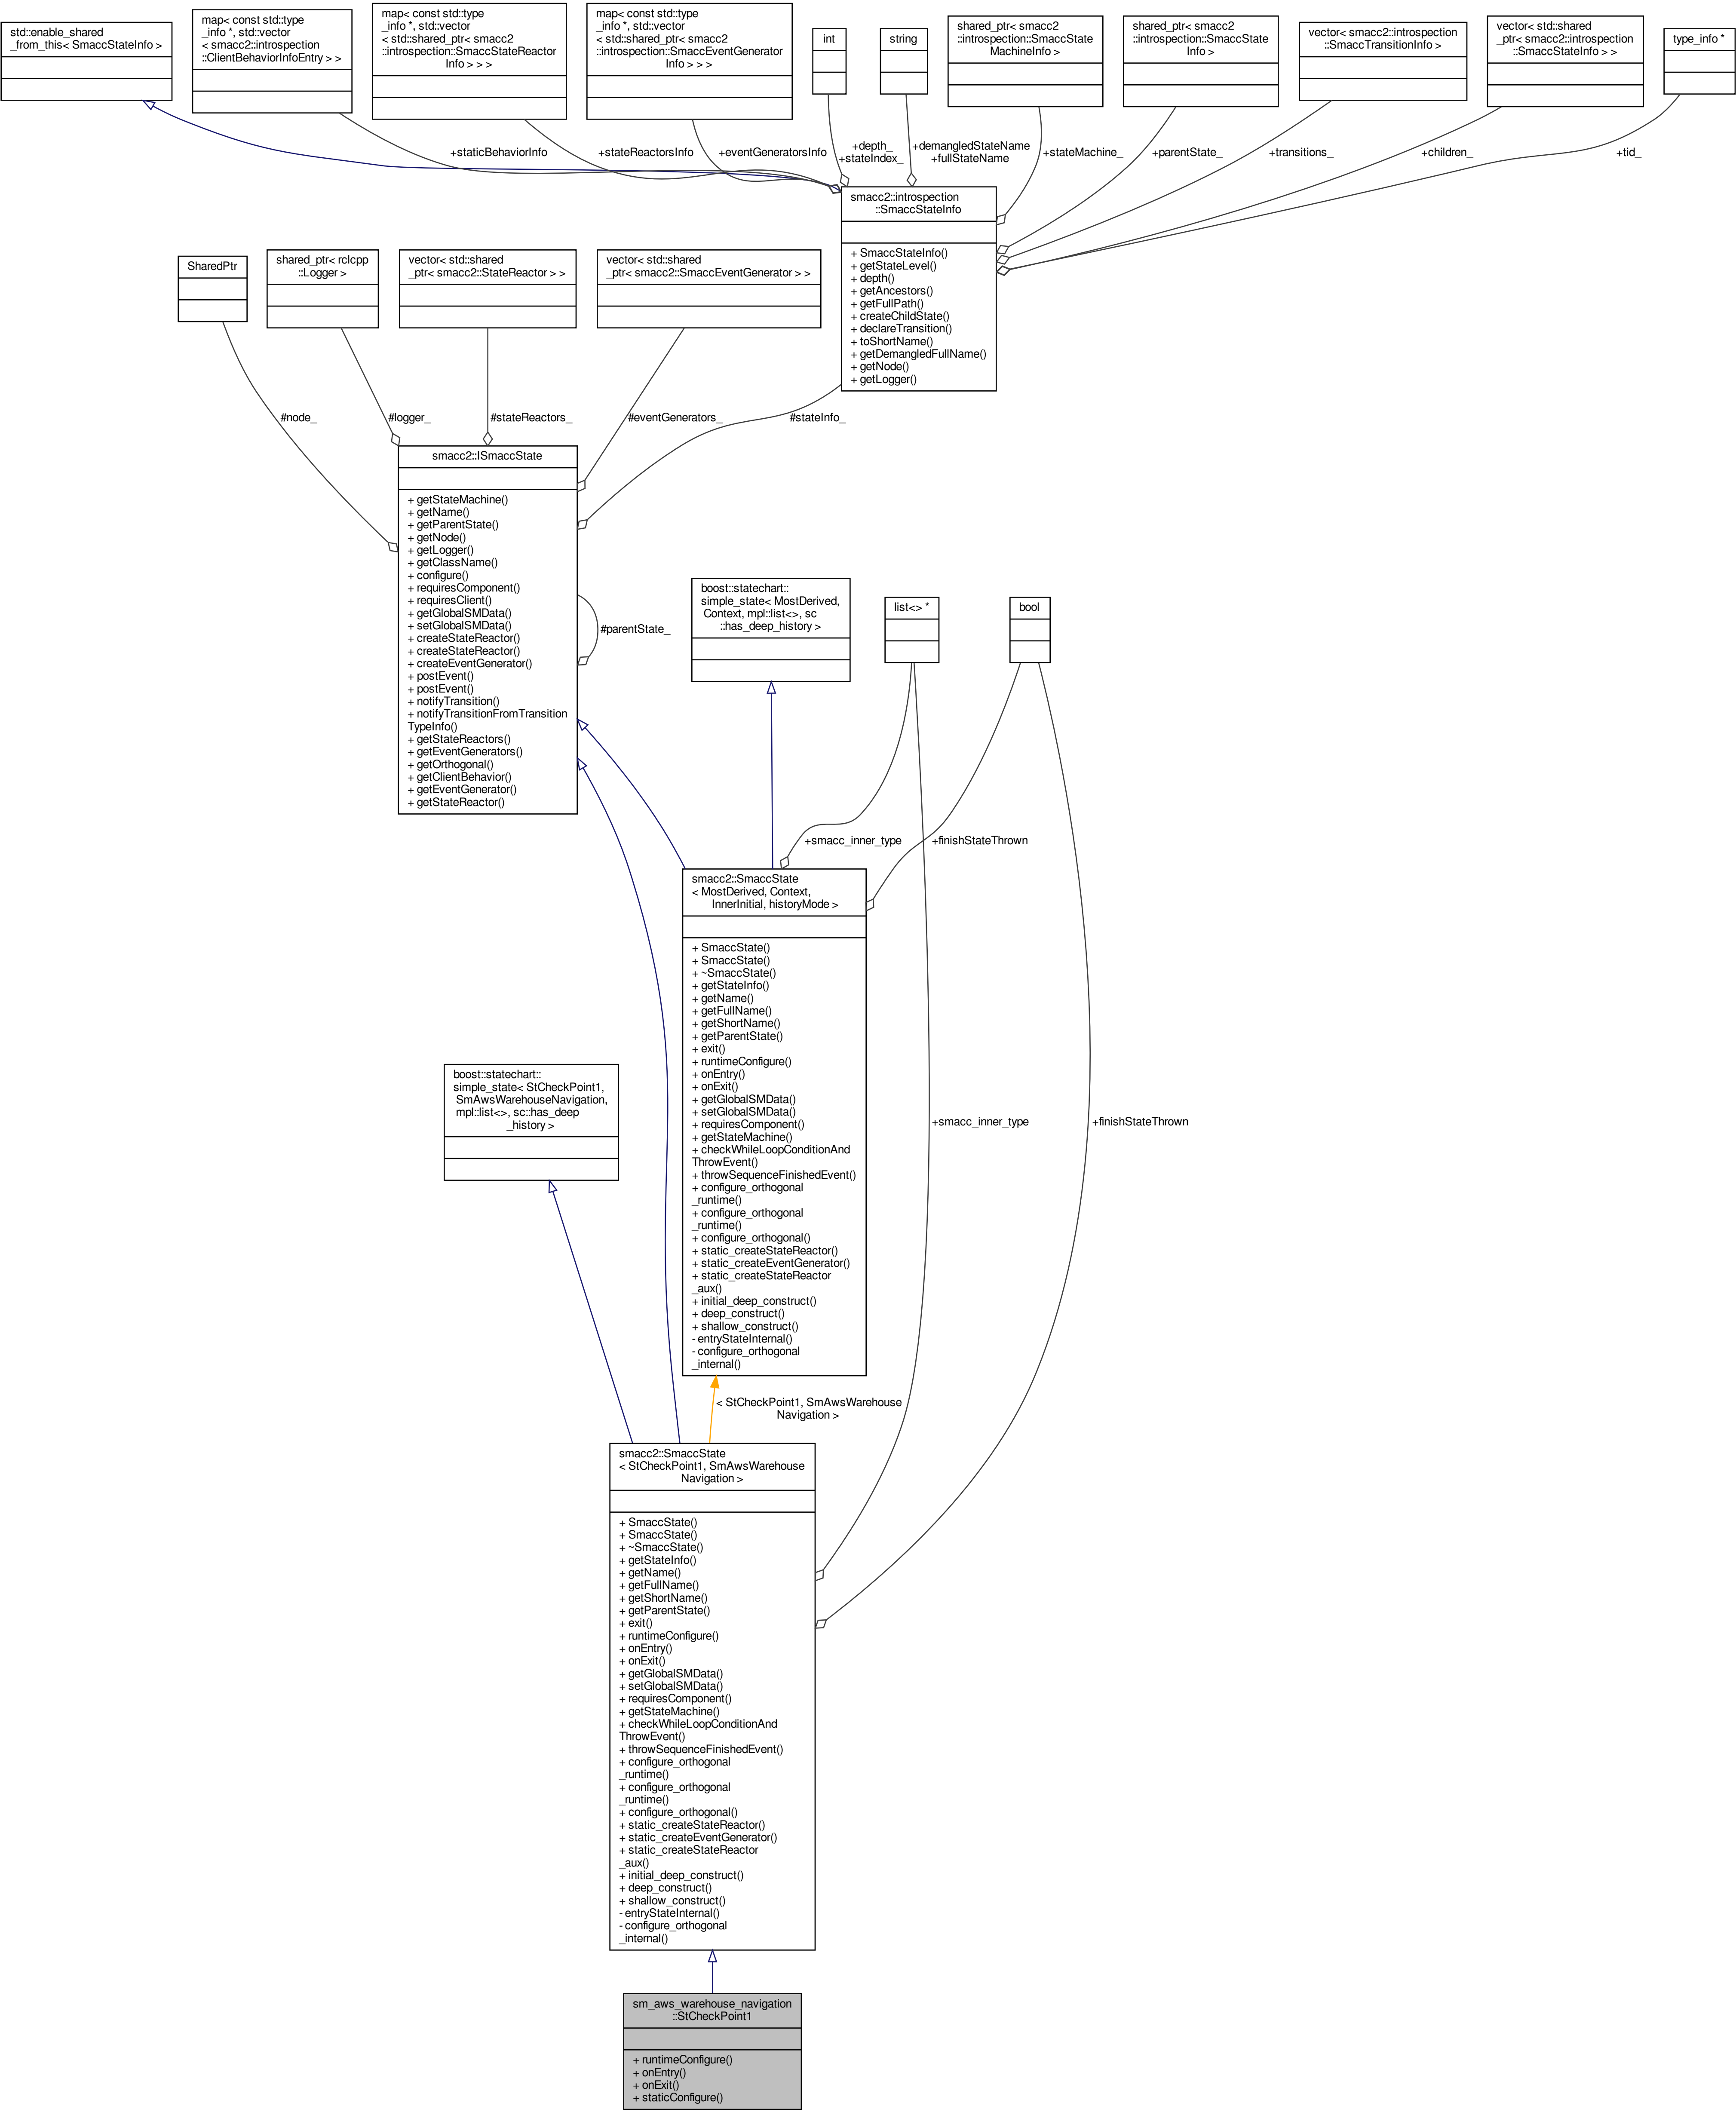 std::enable_shared
_from_this< SmaccStateInfo >
map< const std::type
_info *, std::vector
< smacc2::introspection
::ClientBehaviorInfoEntry > >
map< const std::type
_info *, std::vector
< std::shared_ptr< smacc2
::introspection::SmaccStateReactor
Info > > >
map< const std::type
_info *, std::vector
< std::shared_ptr< smacc2
::introspection::SmaccEventGenerator
Info > > >
int
string
shared_ptr< smacc2
::introspection::SmaccState
MachineInfo >
shared_ptr< smacc2
::introspection::SmaccState
Info >
vector< smacc2::introspection
::SmaccTransitionInfo >
vector< std::shared
_ptr< smacc2::introspection
::SmaccStateInfo > >
type_info *
+staticBehaviorInfo
+stateReactorsInfo
+eventGeneratorsInfo
+depth_
+stateIndex_
+demangledStateName
+fullStateName
+stateMachine_
+parentState_
+transitions_
+children_
+tid_
smacc2::introspection
::SmaccStateInfo
+ SmaccStateInfo()
+ getStateLevel()
+ depth()
+ getAncestors()
+ getFullPath()
+ createChildState()
+ declareTransition()
+ toShortName()
+ getDemangledFullName()
+ getNode()
+ getLogger()
SharedPtr
shared_ptr< rclcpp
::Logger >
vector< std::shared
_ptr< smacc2::StateReactor > >
vector< std::shared
_ptr< smacc2::SmaccEventGenerator > >
#node_
#logger_
#stateReactors_
#eventGenerators_
#stateInfo_
smacc2::ISmaccState
+ getStateMachine()
+ getName()
+ getParentState()
+ getNode()
+ getLogger()
+ getClassName()
+ configure()
+ requiresComponent()
+ requiresClient()
+ getGlobalSMData()
+ setGlobalSMData()
+ createStateReactor()
+ createStateReactor()
+ createEventGenerator()
+ postEvent()
+ postEvent()
+ notifyTransition()
+ notifyTransitionFromTransition
TypeInfo()
+ getStateReactors()
+ getEventGenerators()
+ getOrthogonal()
+ getClientBehavior()
+ getEventGenerator()
+ getStateReactor()
#parentState_
boost::statechart::
simple_state< MostDerived,
Context, mpl::list<>, sc
::has_deep_history >
list<> *
bool
+smacc_inner_type
+finishStateThrown
smacc2::SmaccState
< MostDerived, Context,
InnerInitial, historyMode >
+ SmaccState()
+ SmaccState()
+ ~SmaccState()
+ getStateInfo()
+ getName()
+ getFullName()
+ getShortName()
+ getParentState()
+ exit()
+ runtimeConfigure()
+ onEntry()
+ onExit()
+ getGlobalSMData()
+ setGlobalSMData()
+ requiresComponent()
+ getStateMachine()
+ checkWhileLoopConditionAnd
ThrowEvent()
+ throwSequenceFinishedEvent()
+ configure_orthogonal
_runtime()
+ configure_orthogonal
_runtime()
+ configure_orthogonal()
+ static_createStateReactor()
+ static_createEventGenerator()
+ static_createStateReactor
_aux()
+ initial_deep_construct()
+ deep_construct()
+ shallow_construct()
- entryStateInternal()
- configure_orthogonal
_internal()
boost::statechart::
simple_state< StCheckPoint1,
SmAwsWarehouseNavigation,
mpl::list<>, sc::has_deep
_history >
+smacc_inner_type
+finishStateThrown
< StCheckPoint1, SmAwsWarehouse
Navigation >
smacc2::SmaccState
< StCheckPoint1, SmAwsWarehouse
Navigation >
+ SmaccState()
+ SmaccState()
+ ~SmaccState()
+ getStateInfo()
+ getName()
+ getFullName()
+ getShortName()
+ getParentState()
+ exit()
+ runtimeConfigure()
+ onEntry()
+ onExit()
+ getGlobalSMData()
+ setGlobalSMData()
+ requiresComponent()
+ getStateMachine()
+ checkWhileLoopConditionAnd
ThrowEvent()
+ throwSequenceFinishedEvent()
+ configure_orthogonal
_runtime()
+ configure_orthogonal
_runtime()
+ configure_orthogonal()
+ static_createStateReactor()
+ static_createEventGenerator()
+ static_createStateReactor
_aux()
+ initial_deep_construct()
+ deep_construct()
+ shallow_construct()
- entryStateInternal()
- configure_orthogonal
_internal()
sm_aws_warehouse_navigation
::StCheckPoint1
+ runtimeConfigure()
+ onEntry()
+ onExit()
+ staticConfigure()